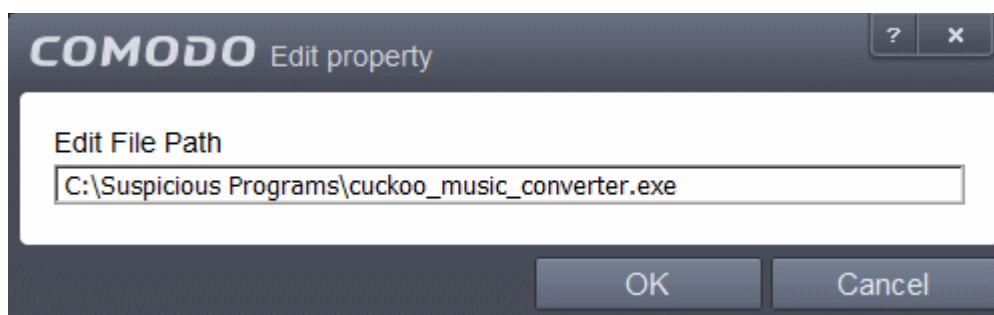 COMODO Edit property ? ×
Edit File Path
C:\Suspicious Programs\cuckoo_music_converter.exe
OK Cancel